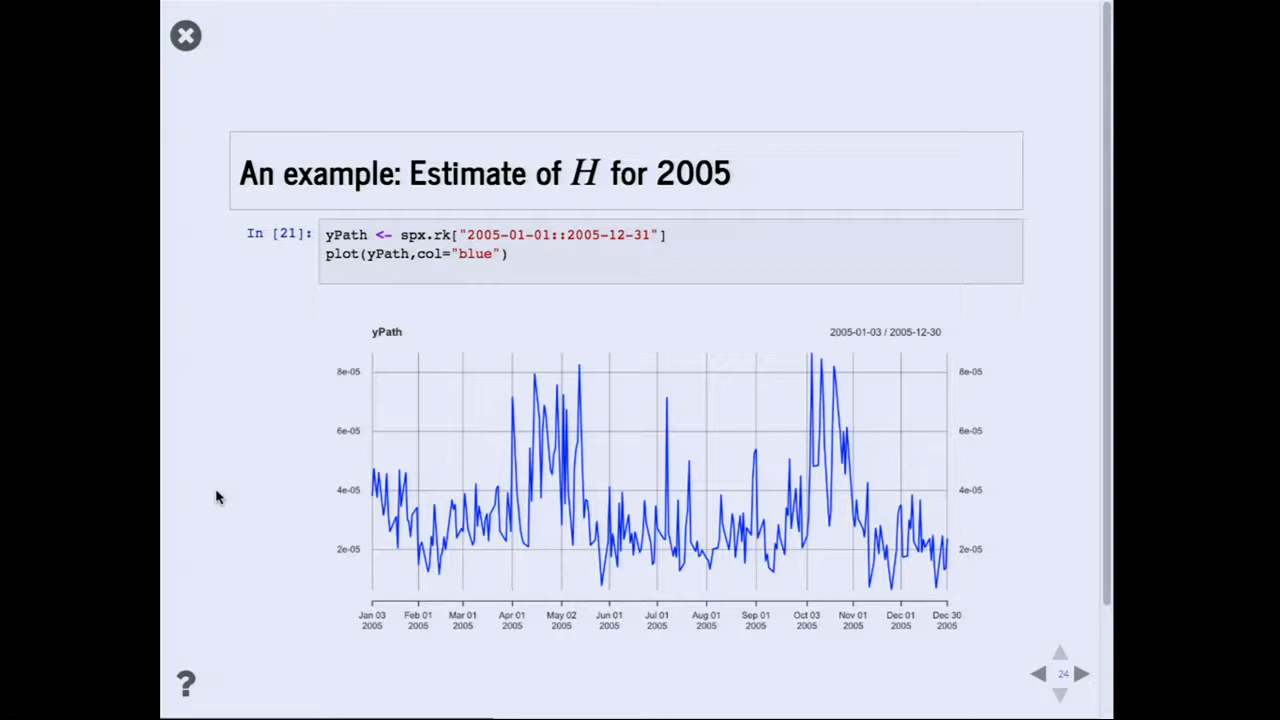 An example: Estimate of H for 2005
In [21]:
yPath <- spx.rk["2005-01-01::2005-12-31"]
plot(yPath,col="blue")
yPath
2005-01-03 / 2005-12-30
8e-05 8e-05
6e-05 6e-05
4e-05 4e-05
2e-05 2e-05
Jan 03 Feb 01 Mar 01 Apr 01 May 02 Jun 01 Jul 01 Aug 01 Sep 01 Oct 03 Nov 01 Dec 01 Dec 30
2005 2005 2005 2005 2005 2005 2005 2005 2005 2005 2005 2005 2005
?
24